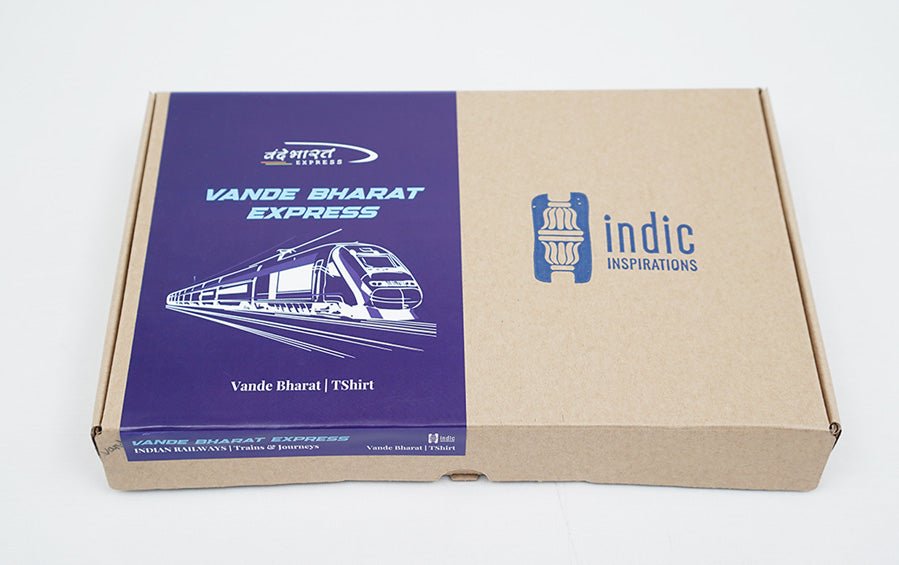 वंदे भारत
EXPRESS
VANDE BHARAT
EXPRESS
Vande Bharat | TShirt
indic
INSPIRATIONS
VANDE BHARAT EXPRESS
INDIAN RAILWAYS | Trains & Journeys
indic
Vande Bharat | TShirt